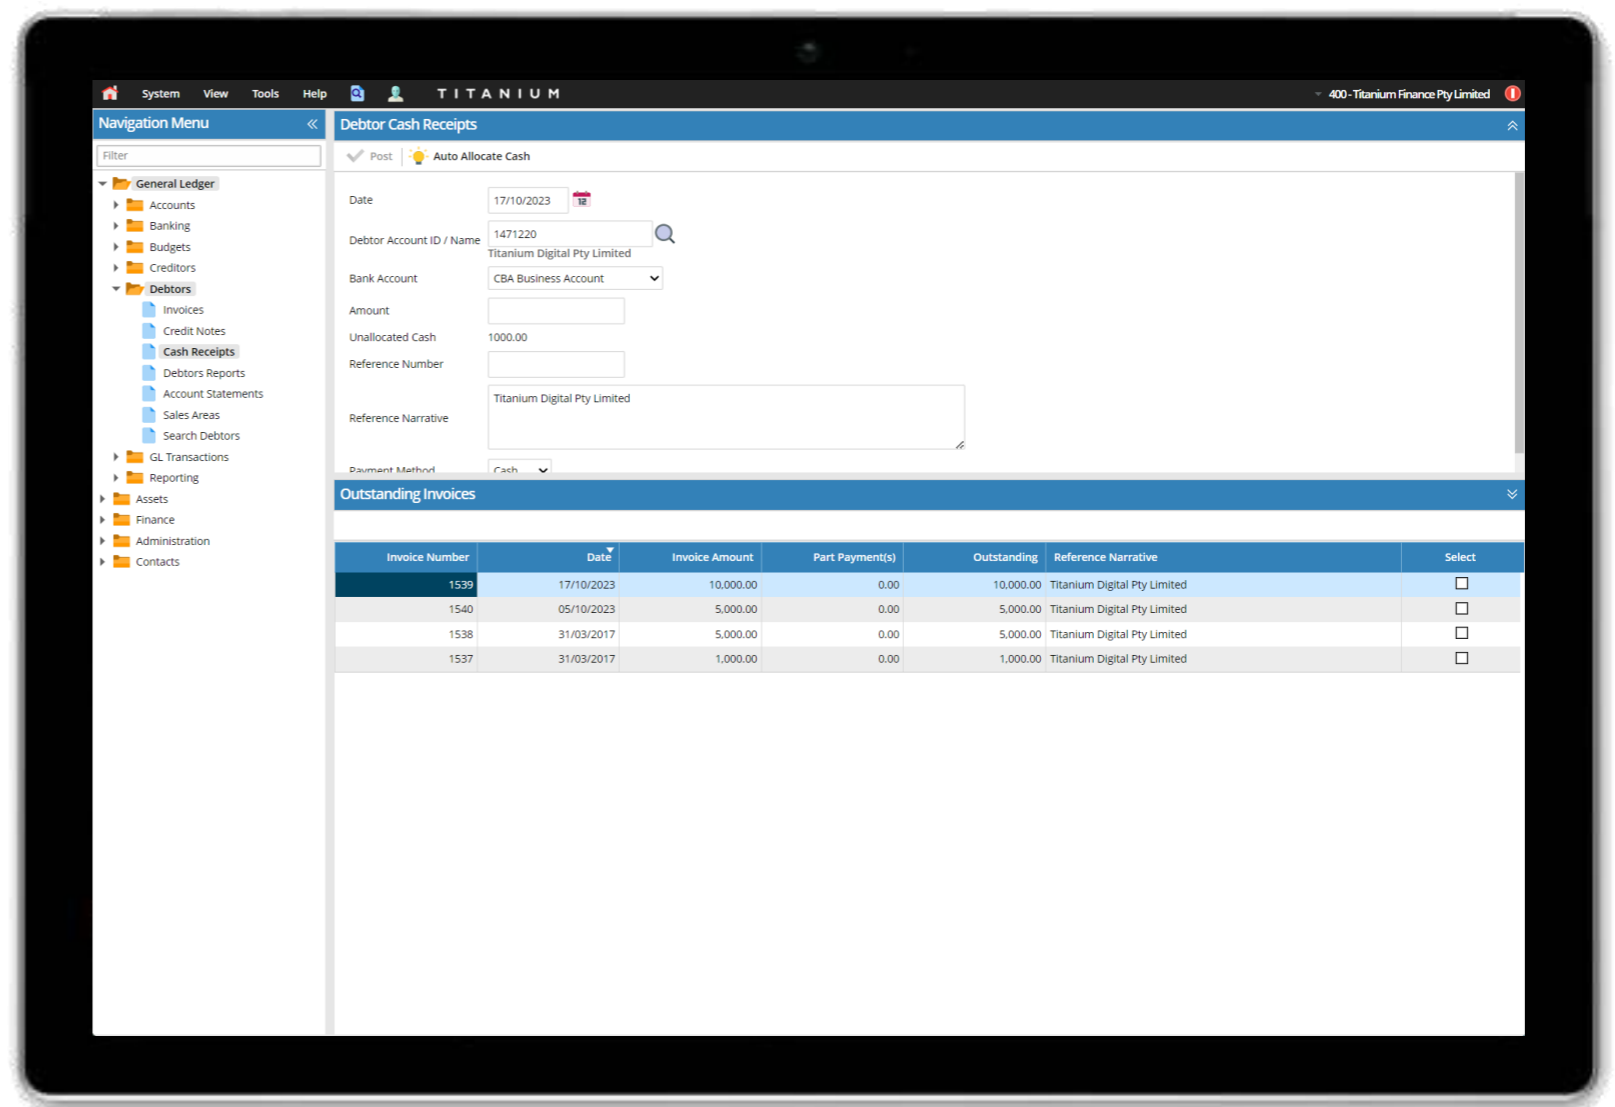 System View Tools Help TITANIUM 400 - Titanium Finance Pty Limited
Navigation Menu
Filter
General Ledger
Accounts
Banking
Budgets
Creditors
Debtors
Invoices
Credit Notes
Cash Receipts
Debtors Reports
Account Statements
Sales Areas
Search Debtors
GL Transactions
Reporting
Assets
Finance
Administration
Contacts
Debtor Cash Receipts
Post Auto Allocate Cash
Date 17/10/2023 12
Debtor Account ID / Name 1471220
Titanium Digital Pty Limited
Bank Account CBA Business Account
Amount
Unallocated Cash 1000.00
Reference Number
Reference Narrative Titanium Digital Pty Limited
Payment Method Cash
Outstanding Invoices
Invoice Number Date Invoice Amount Part Payment(s) Outstanding Reference Narrative Select
1539 17/10/2023 10,000.00 0.00 10,000.00 Titanium Digital Pty Limited
1540 05/10/2023 5,000.00 0.00 5,000.00 Titanium Digital Pty Limited
1538 31/03/2017 5,000.00 0.00 5,000.00 Titanium Digital Pty Limited
1537 31/03/2017 1,000.00 0.00 1,000.00 Titanium Digital Pty Limited